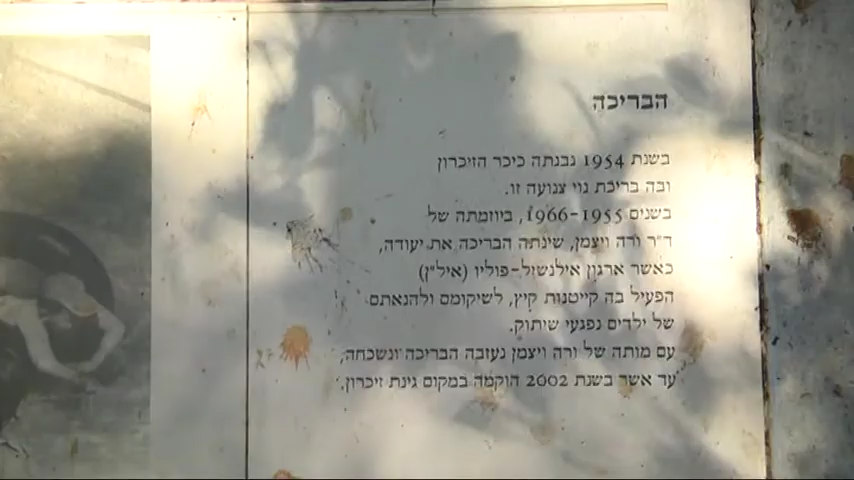 הבריכה
בשנת 1954 נבנתה כיכר הזיכרון
ובה בריכת נוי צנועה זו.
בשנים 1966-1955, ביוזמתה של
ד"ר ורה ויצמן, שינתה הבריכה את יעודה,
כאשר ארגון אילנשיל-פוליו (איל"ן)
הפעיל בה קייטנות קיץ, לשיקומם ולהנאתם
של ילדים נפגעי שיתוק.
עם מותה של ורה ויצמן נעזבה הבריכה ונשכחה,
עד אשר בשנת 2002 הוקמה במקום גינת זיכרון.